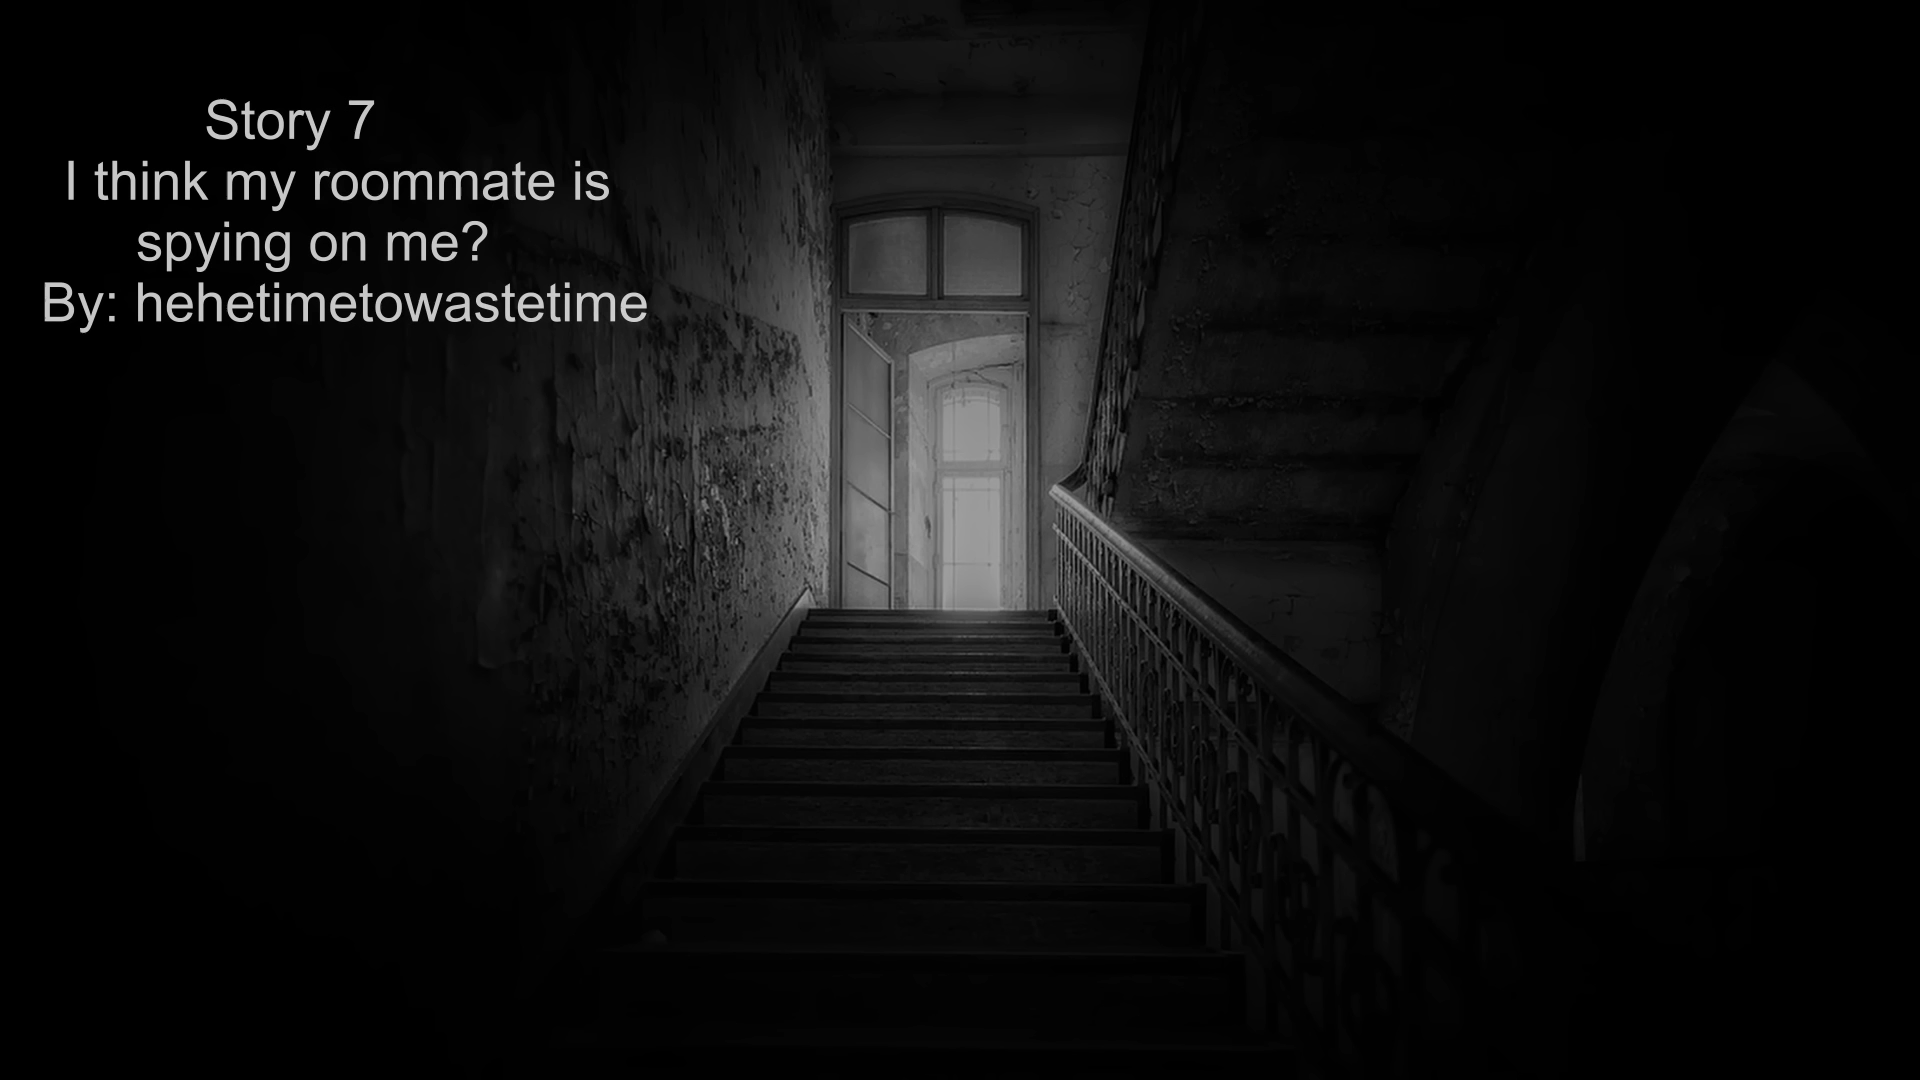 Story 7
I think my roommate is
spying on me?
By: hehetimetowastetime